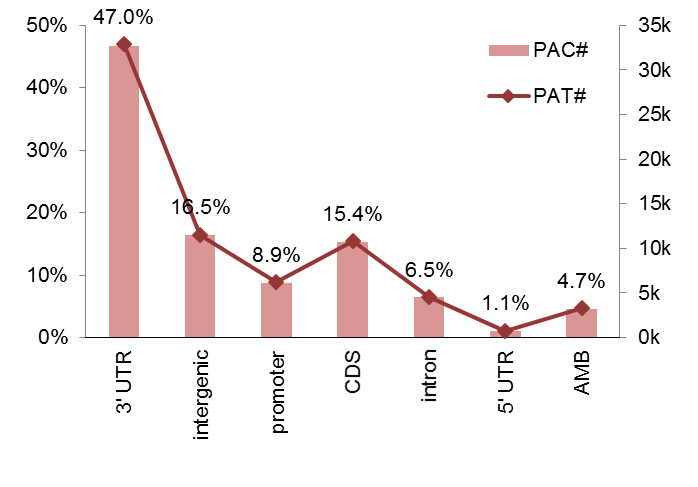 47.0%
50%
35k
PAC#
30k
40%
PAT#
25k
30%
20k
16.5%
15.4%
20%
15k
8.9%
6.5%
10k
10%
1.1%
4.7%
5k
0%
0k
3' UTR
intergenic
promoter
CDS
intron
5' UTR
AMB